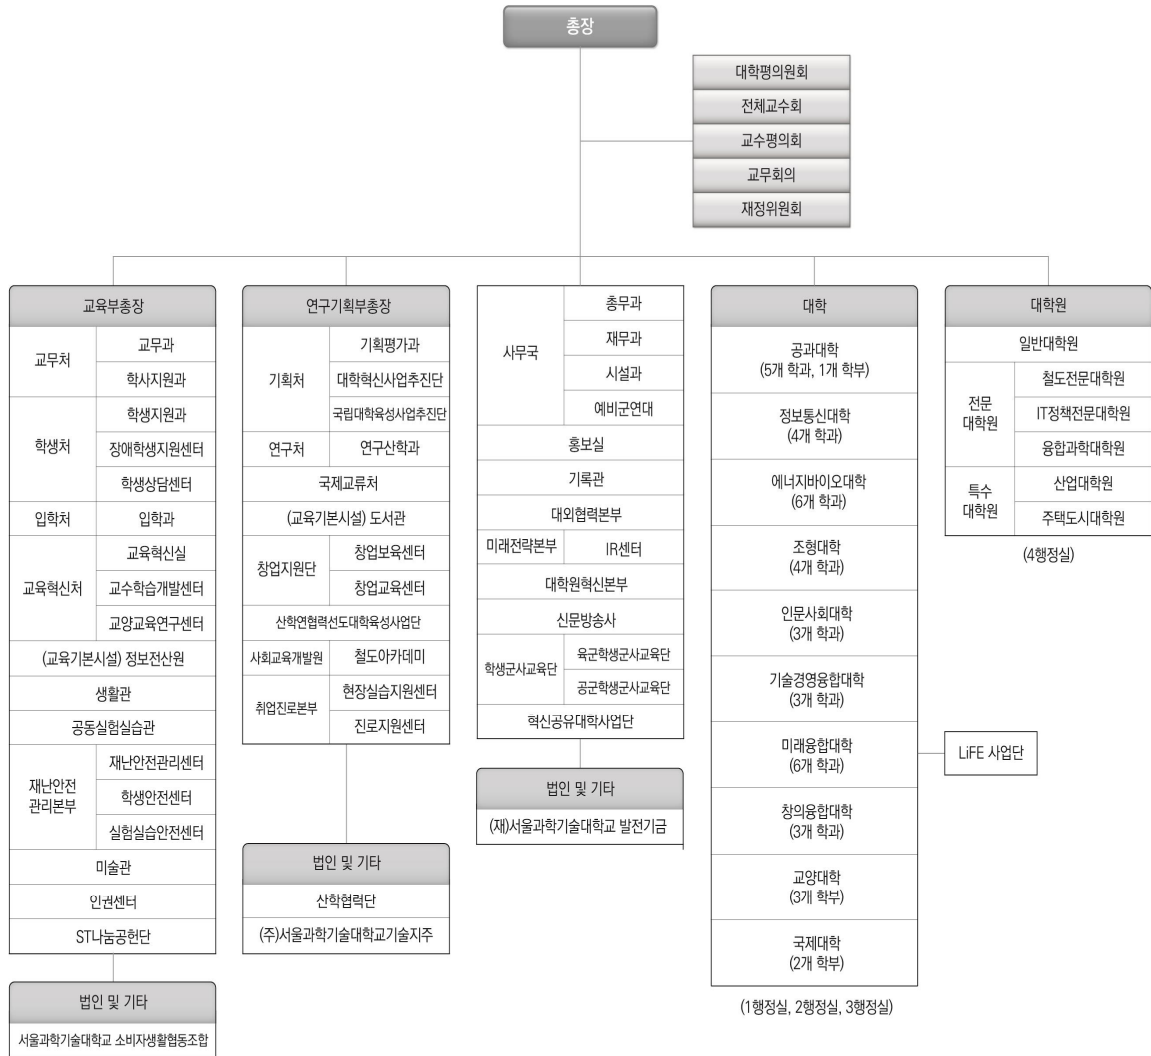 총장
대학평의원회
전체교수회
교수평의회
교무회의
재정위원회
교육부총장
교무처
교무과
학사지원과
학생처
학생지원과
장애학생지원센터
학생상담센터
입학처
입학과
교육혁신처
교육혁신실
교수학습개발센터
교양교육연구센터
(교육기본시설) 정보전산원
생활관
공동실험실습관
재난안전
관리본부
재난안전관리센터
학생안전센터
실험실습안전센터
미술관
인권센터
ST나눔공헌단
법인 및 기타
서울과학기술대학교 소비자생활협동조합
연구기획부총장
기획처
기획평가과
대학혁신사업추진단
국립대학육성사업추진단
연구처
연구산학과
국제교류처
(교육기본시설) 도서관
창업지원단
창업보육센터
창업교육센터
산학연협력선도대학육성사업단
사회교육개발원
철도아카데미
취업진로본부
현장실습지원센터
진로지원센터
법인 및 기타
산학협력단
(주)서울과학기술대학교기술지주
사무국
총무과
재무과
시설과
예비군연대
홍보실
기록관
대외협력본부
미래전략본부
IR센터
대학원혁신본부
신문방송사
학생군사교육단
육군학생군사교육단
공군학생군사교육단
혁신공유대학사업단
법인 및 기타
(재)서울과학기술대학교 발전기금
대학
공과대학
(5개 학과, 1개 학부)
정보통신대학
(4개 학과)
에너지바이오대학
(6개 학과)
조형대학
(4개 학과)
인문사회대학
(3개 학과)
기술경영융합대학
(3개 학과)
미래융합대학
(6개 학과)
LiFE 사업단
창의융합대학
(3개 학과)
교양대학
(3개 학부)
국제대학
(2개 학부)
(1행정실, 2행정실, 3행정실)
대학원
일반대학원
전문
대학원
철도전문대학원
IT정책전문대학원
융합과학대학원
특수
대학원
산업대학원
주택도시대학원
(4행정실)